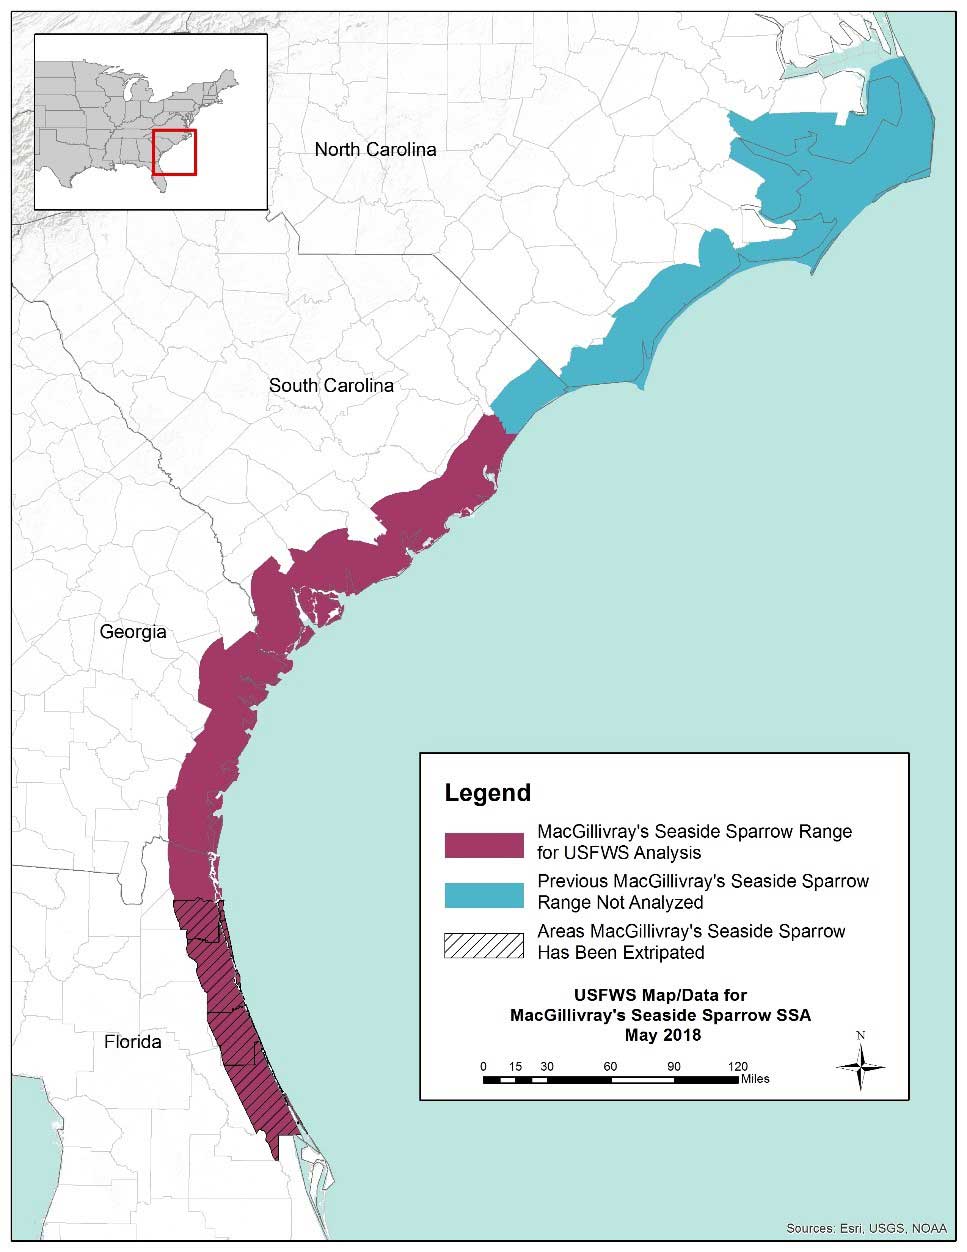 North Carolina
South Carolina
Georgia
Florida
Legend
MacGillivray's Seaside Sparrow Range
for USFWS Analysis
Previous MacGillivray's Seaside Sparrow
Range Not Analyzed
Areas MacGillivray's Seaside Sparrow
Has Been Extripated
USFWS Map/Data for
MacGillivray's Seaside Sparrow SSA
May 2018
N
0 15 30 60 90 120
Miles
Sources: Esri, USGS, NOAA